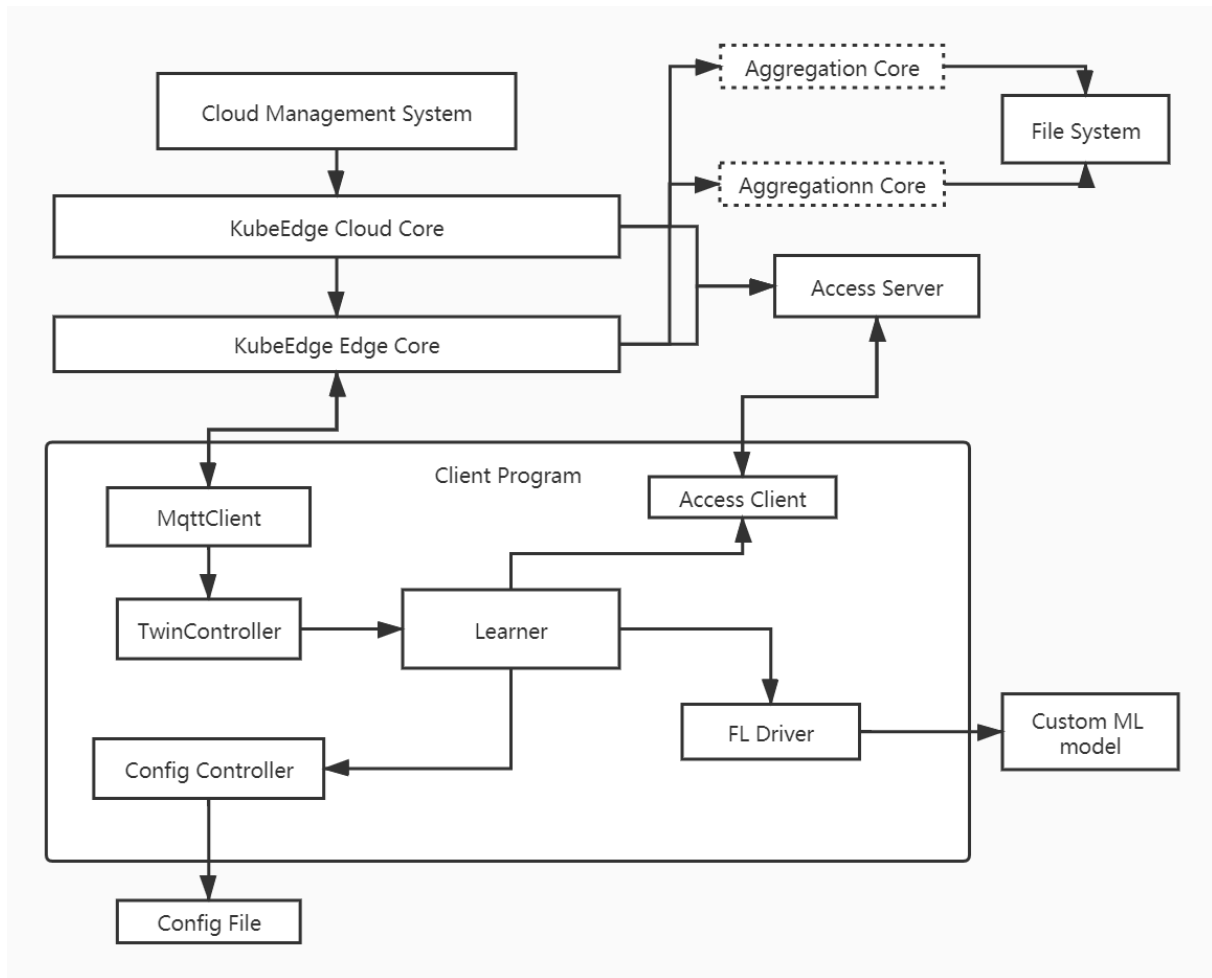 Aggregation Core
Cloud Management System
File System
Aggregationn Core
KubeEdge Cloud Core
Access Server
KubeEdge Edge Core
Client Program
Access Client
MqttClient
TwinController
Learner
FL Driver
Custom ML
model
Config Controller
Config File